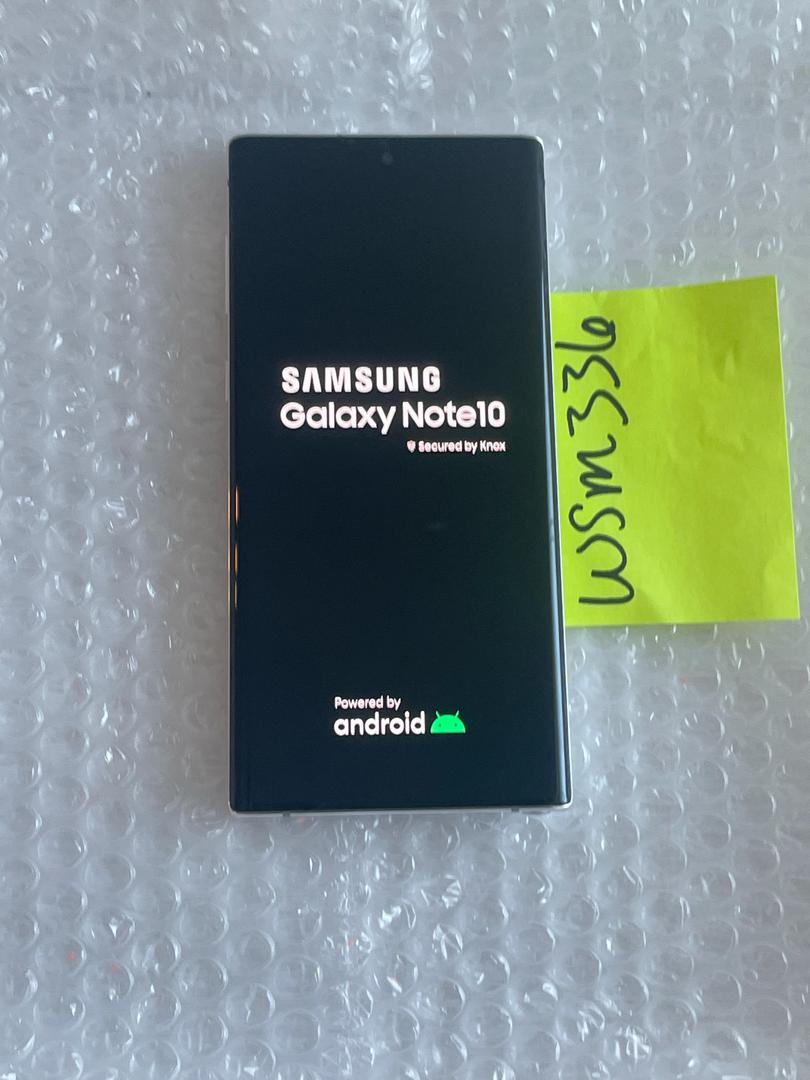 SAMSUNG
Galaxy Note10
Secured by Knox
Powered by
android
wsm336